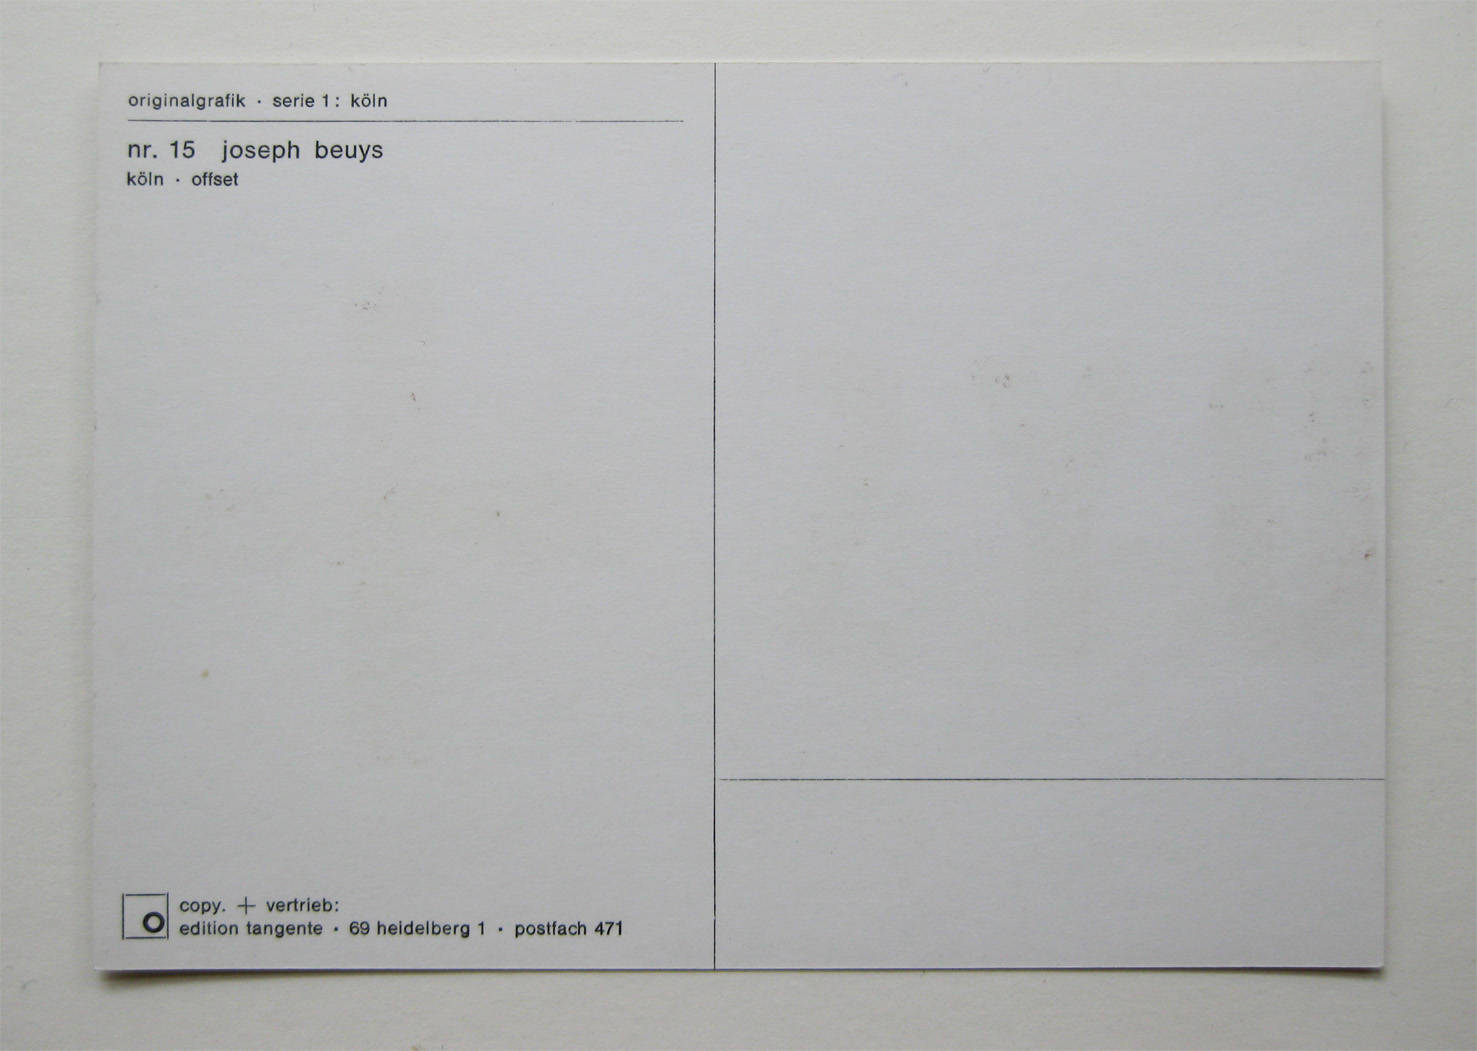 originalgrafik · serie 1: köln
nr. 15 joseph beuys
köln · offset
copy. + vertrieb:
edition tangente · 69 heidelberg 1 · postfach 471